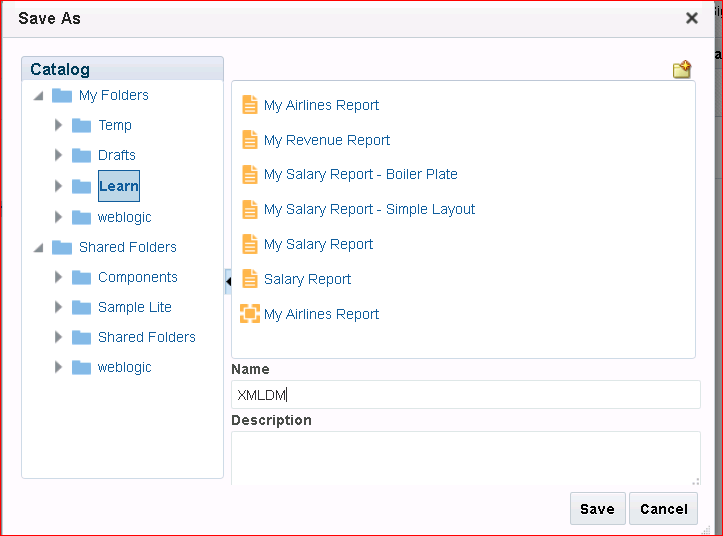 Save As
Catalog
My Folders
Temp
Drafts
Learn
weblogic
Shared Folders
Components
Sample Lite
Shared Folders
weblogic
My Airlines Report
My Revenue Report
My Salary Report - Boiler Plate
My Salary Report - Simple Layout
My Salary Report
Salary Report
My Airlines Report
Name
XMLDM
Description
Save
Cancel